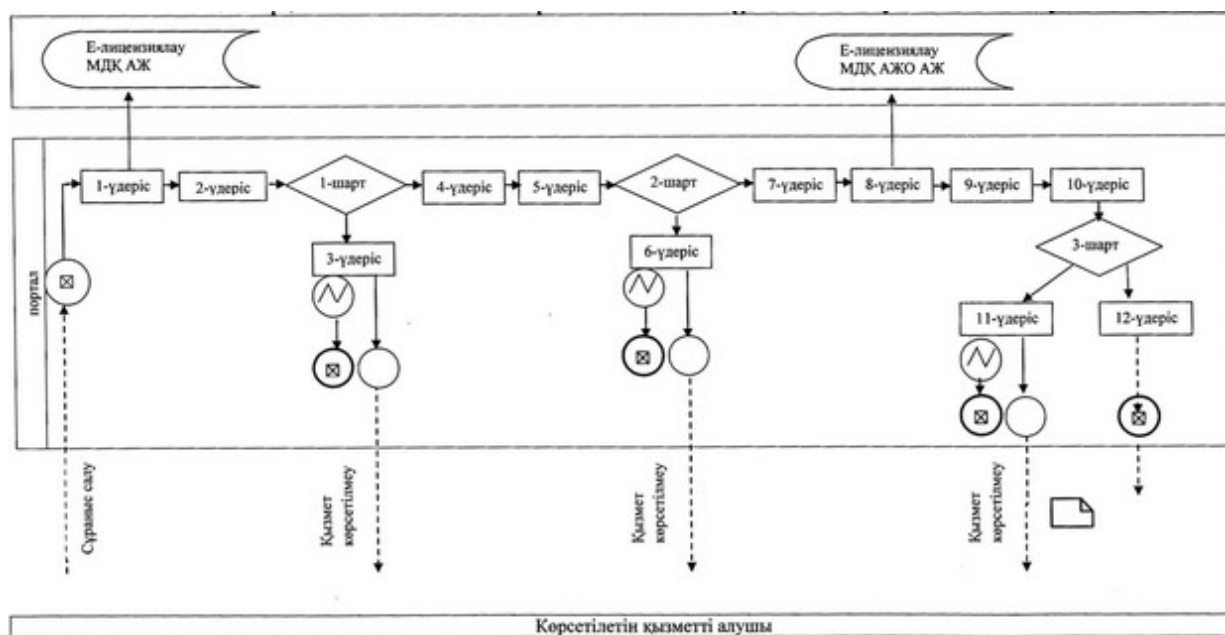 Е-лицензиялау
МДҚ АЖ
Е-лицензиялау
МДҚ АЖО АЖ
портал
1-үдеріс
2-үдеріс
1-шарт
4-үдеріс
5-үдеріс
2-шарт
7-үдеріс
8-үдеріс
9-үдеріс
10-үдеріс
3-үдеріс
6-үдеріс
3-шарт
11-үдеріс
12-үдеріс
Сұраныс салу
Қызмет
көрсетілмеу
Қызмет
көрсетілмеу
Қызмет
көрсетілмеу
Көрсетілетін қызметті алушы